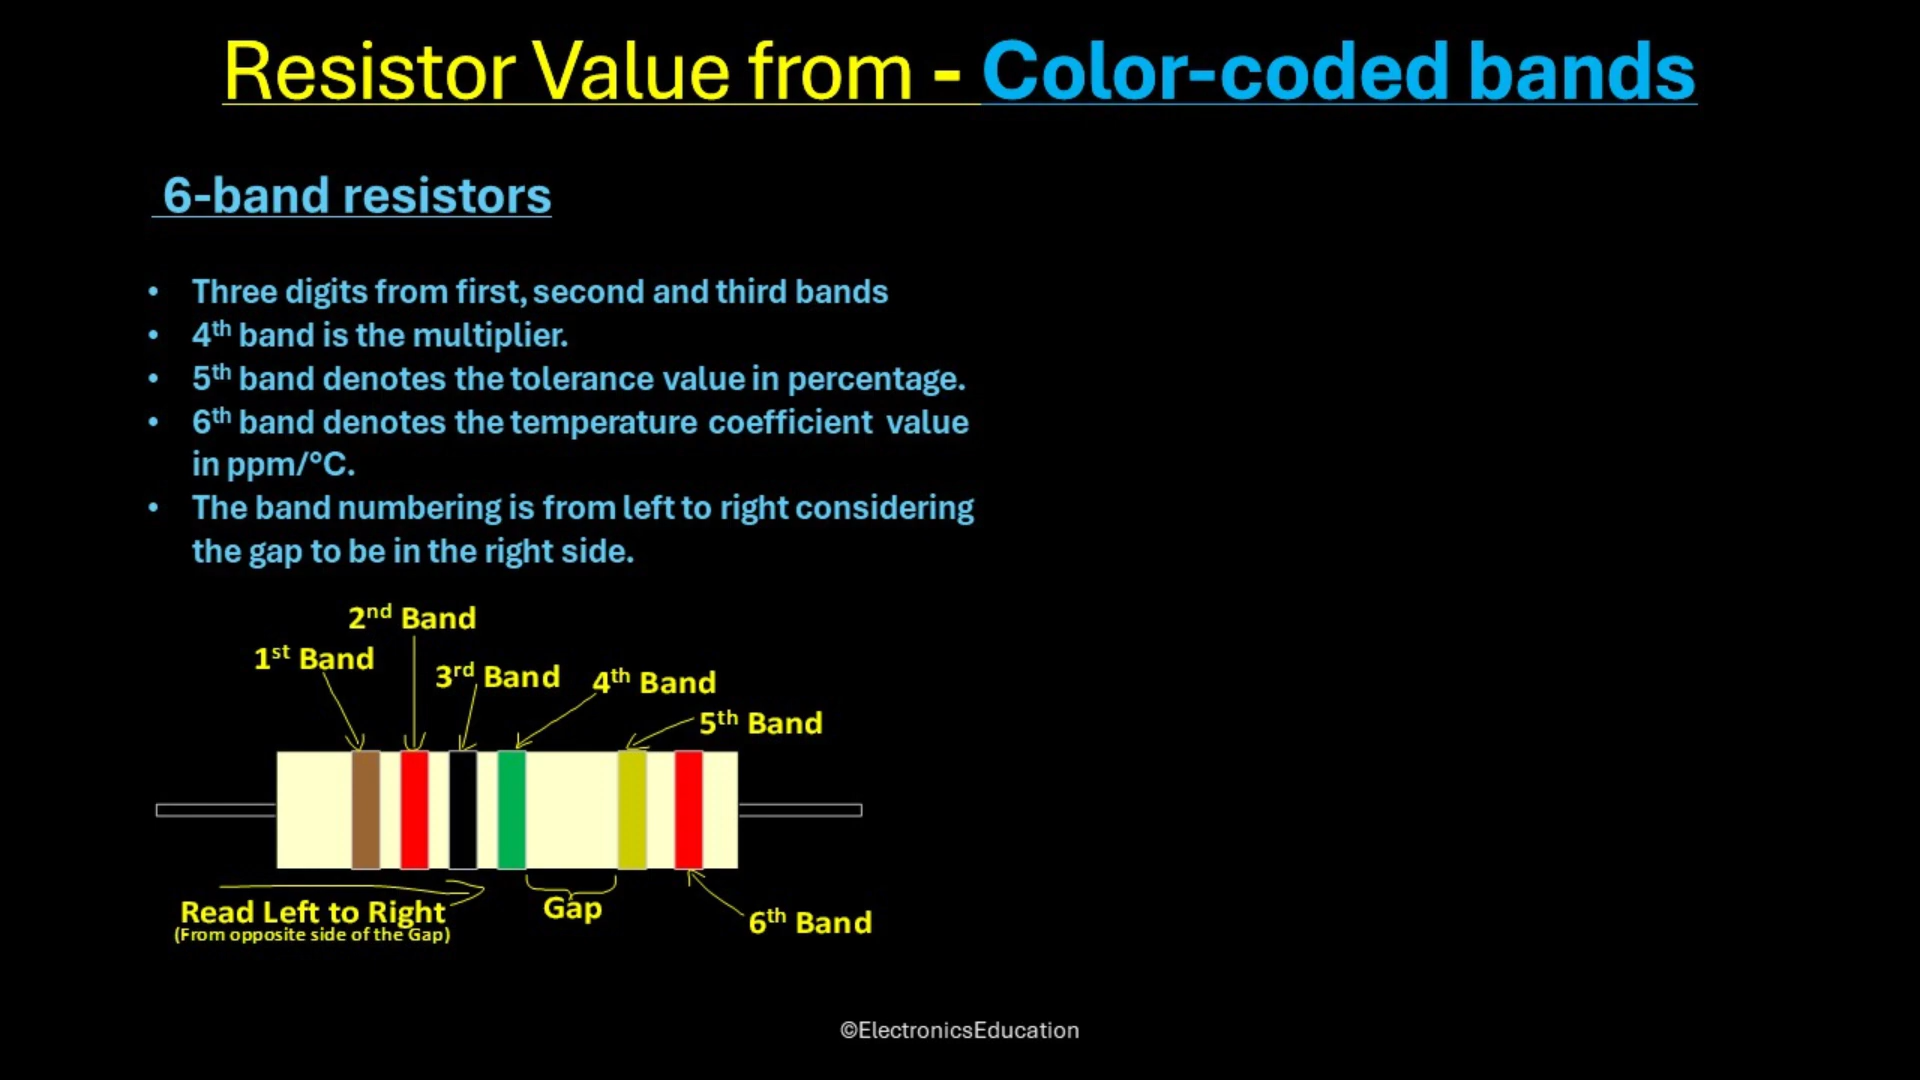 Resistor Value from - Color-coded bands
6-band resistors
• Three digits from first, second and third bands
• 4th band is the multiplier.
• 5th band denotes the tolerance value in percentage.
• 6th band denotes the temperature coefficient value
in ppm/°C.
• The band numbering is from left to right considering
the gap to be in the right side.
2nd Band
1st Band
3rd Band
4th Band
5th Band
Read Left to Right
(From opposite side of the Gap)
Gap
6th Band
©ElectronicsEducation